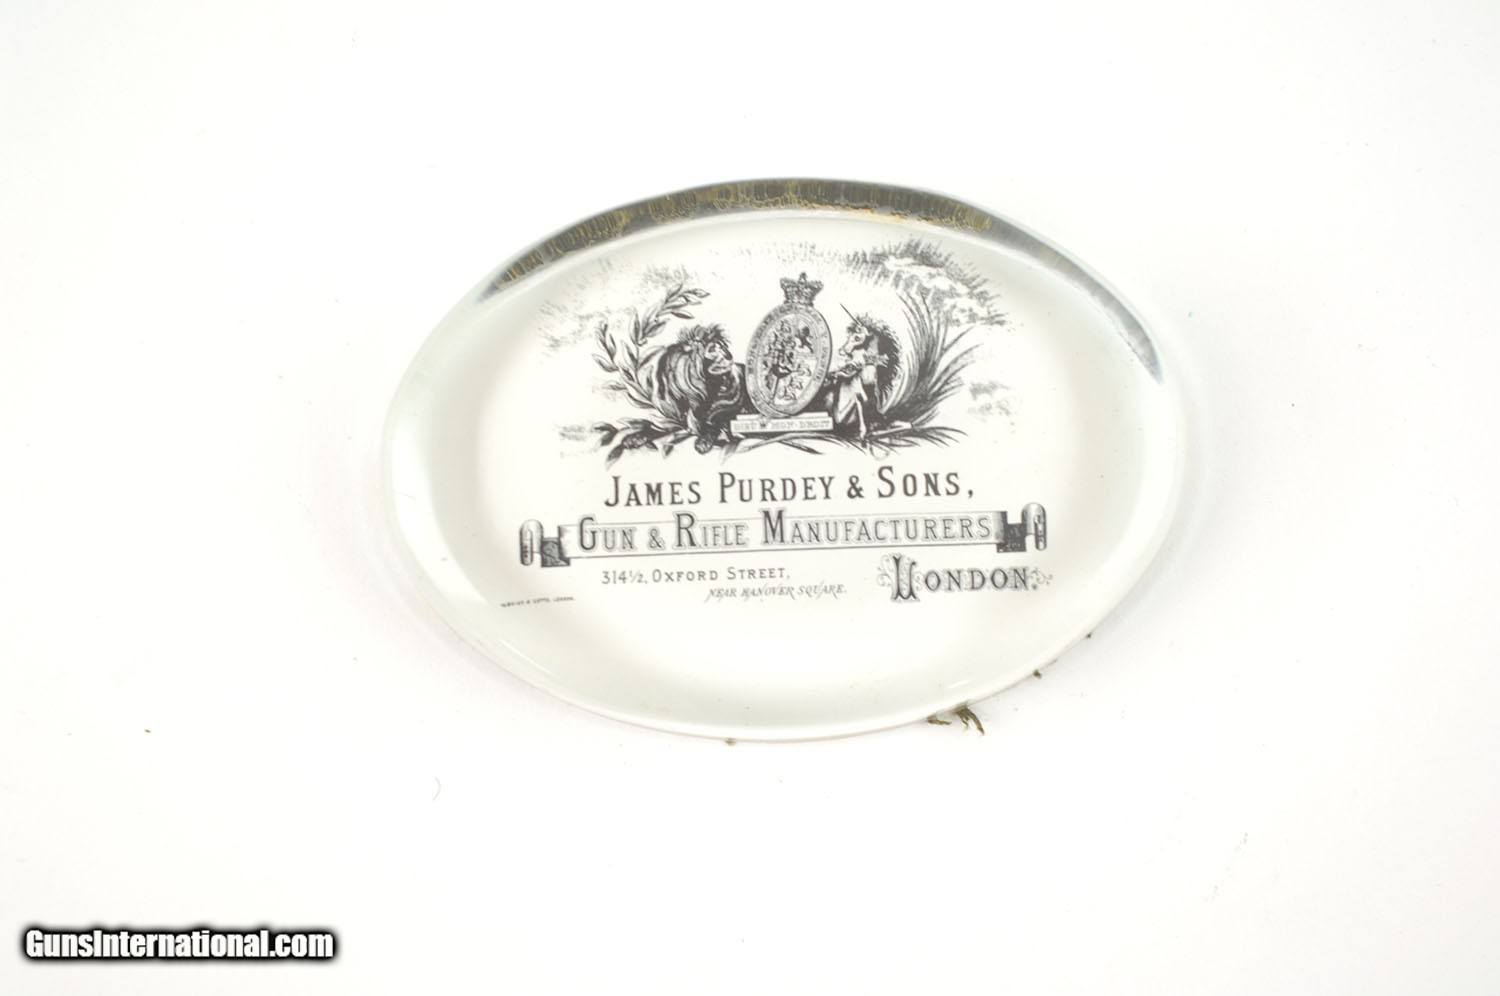 DIEU ET MON DROIT
JAMES PURDEY & SONS,
GUN & RIFLE MANUFACTURERS
314½, OXFORD STREET,
NEAR HANOVER SQUARE.
LONDON.
GunsInternational.com